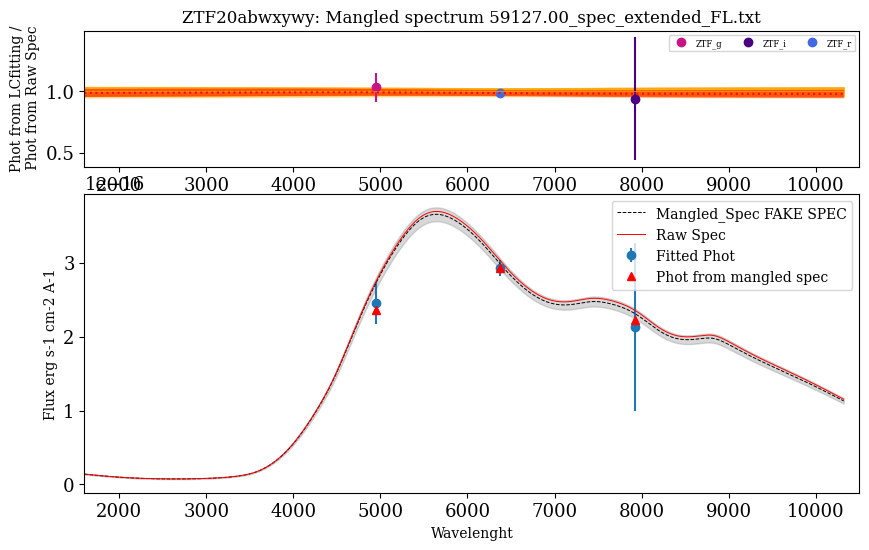 ZTF20abwxywy: Mangled spectrum 59127.00_spec_extended_FL.txt
Phot from LCfitting /
Phot from Raw Spec
1.0
0.5
ZTF_g ZTF_i ZTF_r
2000 3000 4000 5000 6000 7000 8000 9000 10000
1e−16
Flux erg s-1 cm-2 A-1
3
2
1
0
Mangled_Spec FAKE SPEC
Raw Spec
Fitted Phot
Phot from mangled spec
2000 3000 4000 5000 6000 7000 8000 9000 10000
Wavelenght